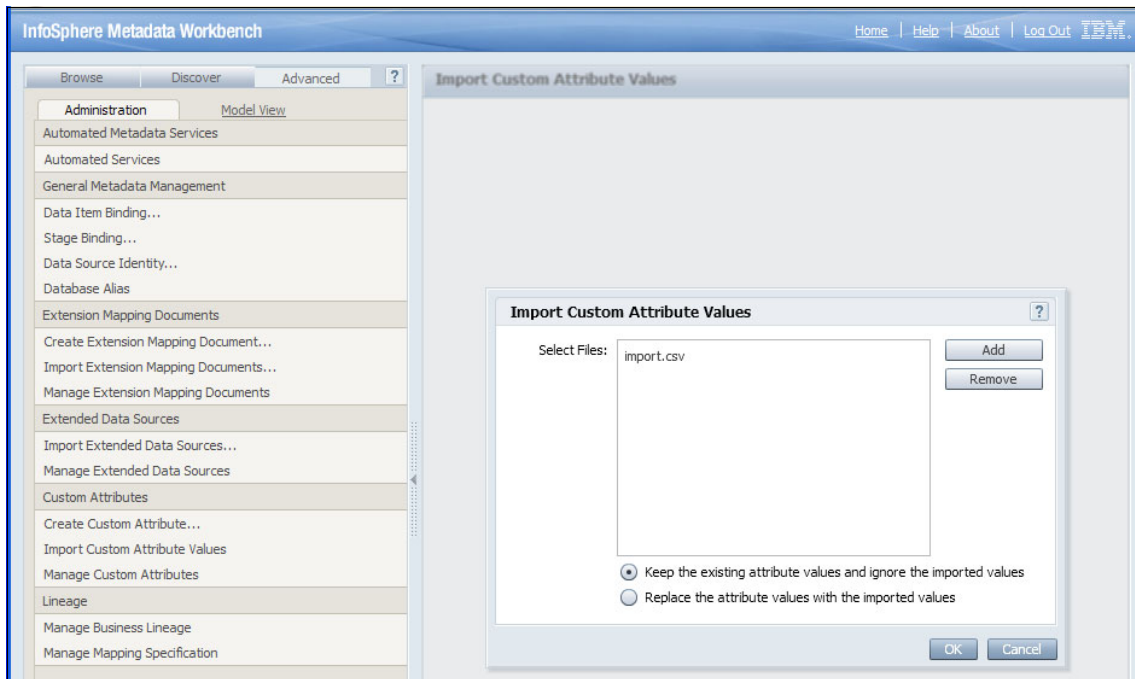 InfoSphere Metadata Workbench
Home | Help | About | Log Out IBM.
Browse Discover Advanced ?
Administration Model View
Automated Metadata Services
Automated Services
General Metadata Management
Data Item Binding...
Stage Binding...
Data Source Identity...
Database Alias
Extension Mapping Documents
Create Extension Mapping Document...
Import Extension Mapping Documents...
Manage Extension Mapping Documents
Extended Data Sources
Import Extended Data Sources...
Manage Extended Data Sources
Custom Attributes
Create Custom Attribute...
Import Custom Attribute Values
Manage Custom Attributes
Lineage
Manage Business Lineage
Manage Mapping Specification
Import Custom Attribute Values
Import Custom Attribute Values ?
Select Files: import.csv
Add
Remove
Keep the existing attribute values and ignore the imported values
Replace the attribute values with the imported values
OK Cancel